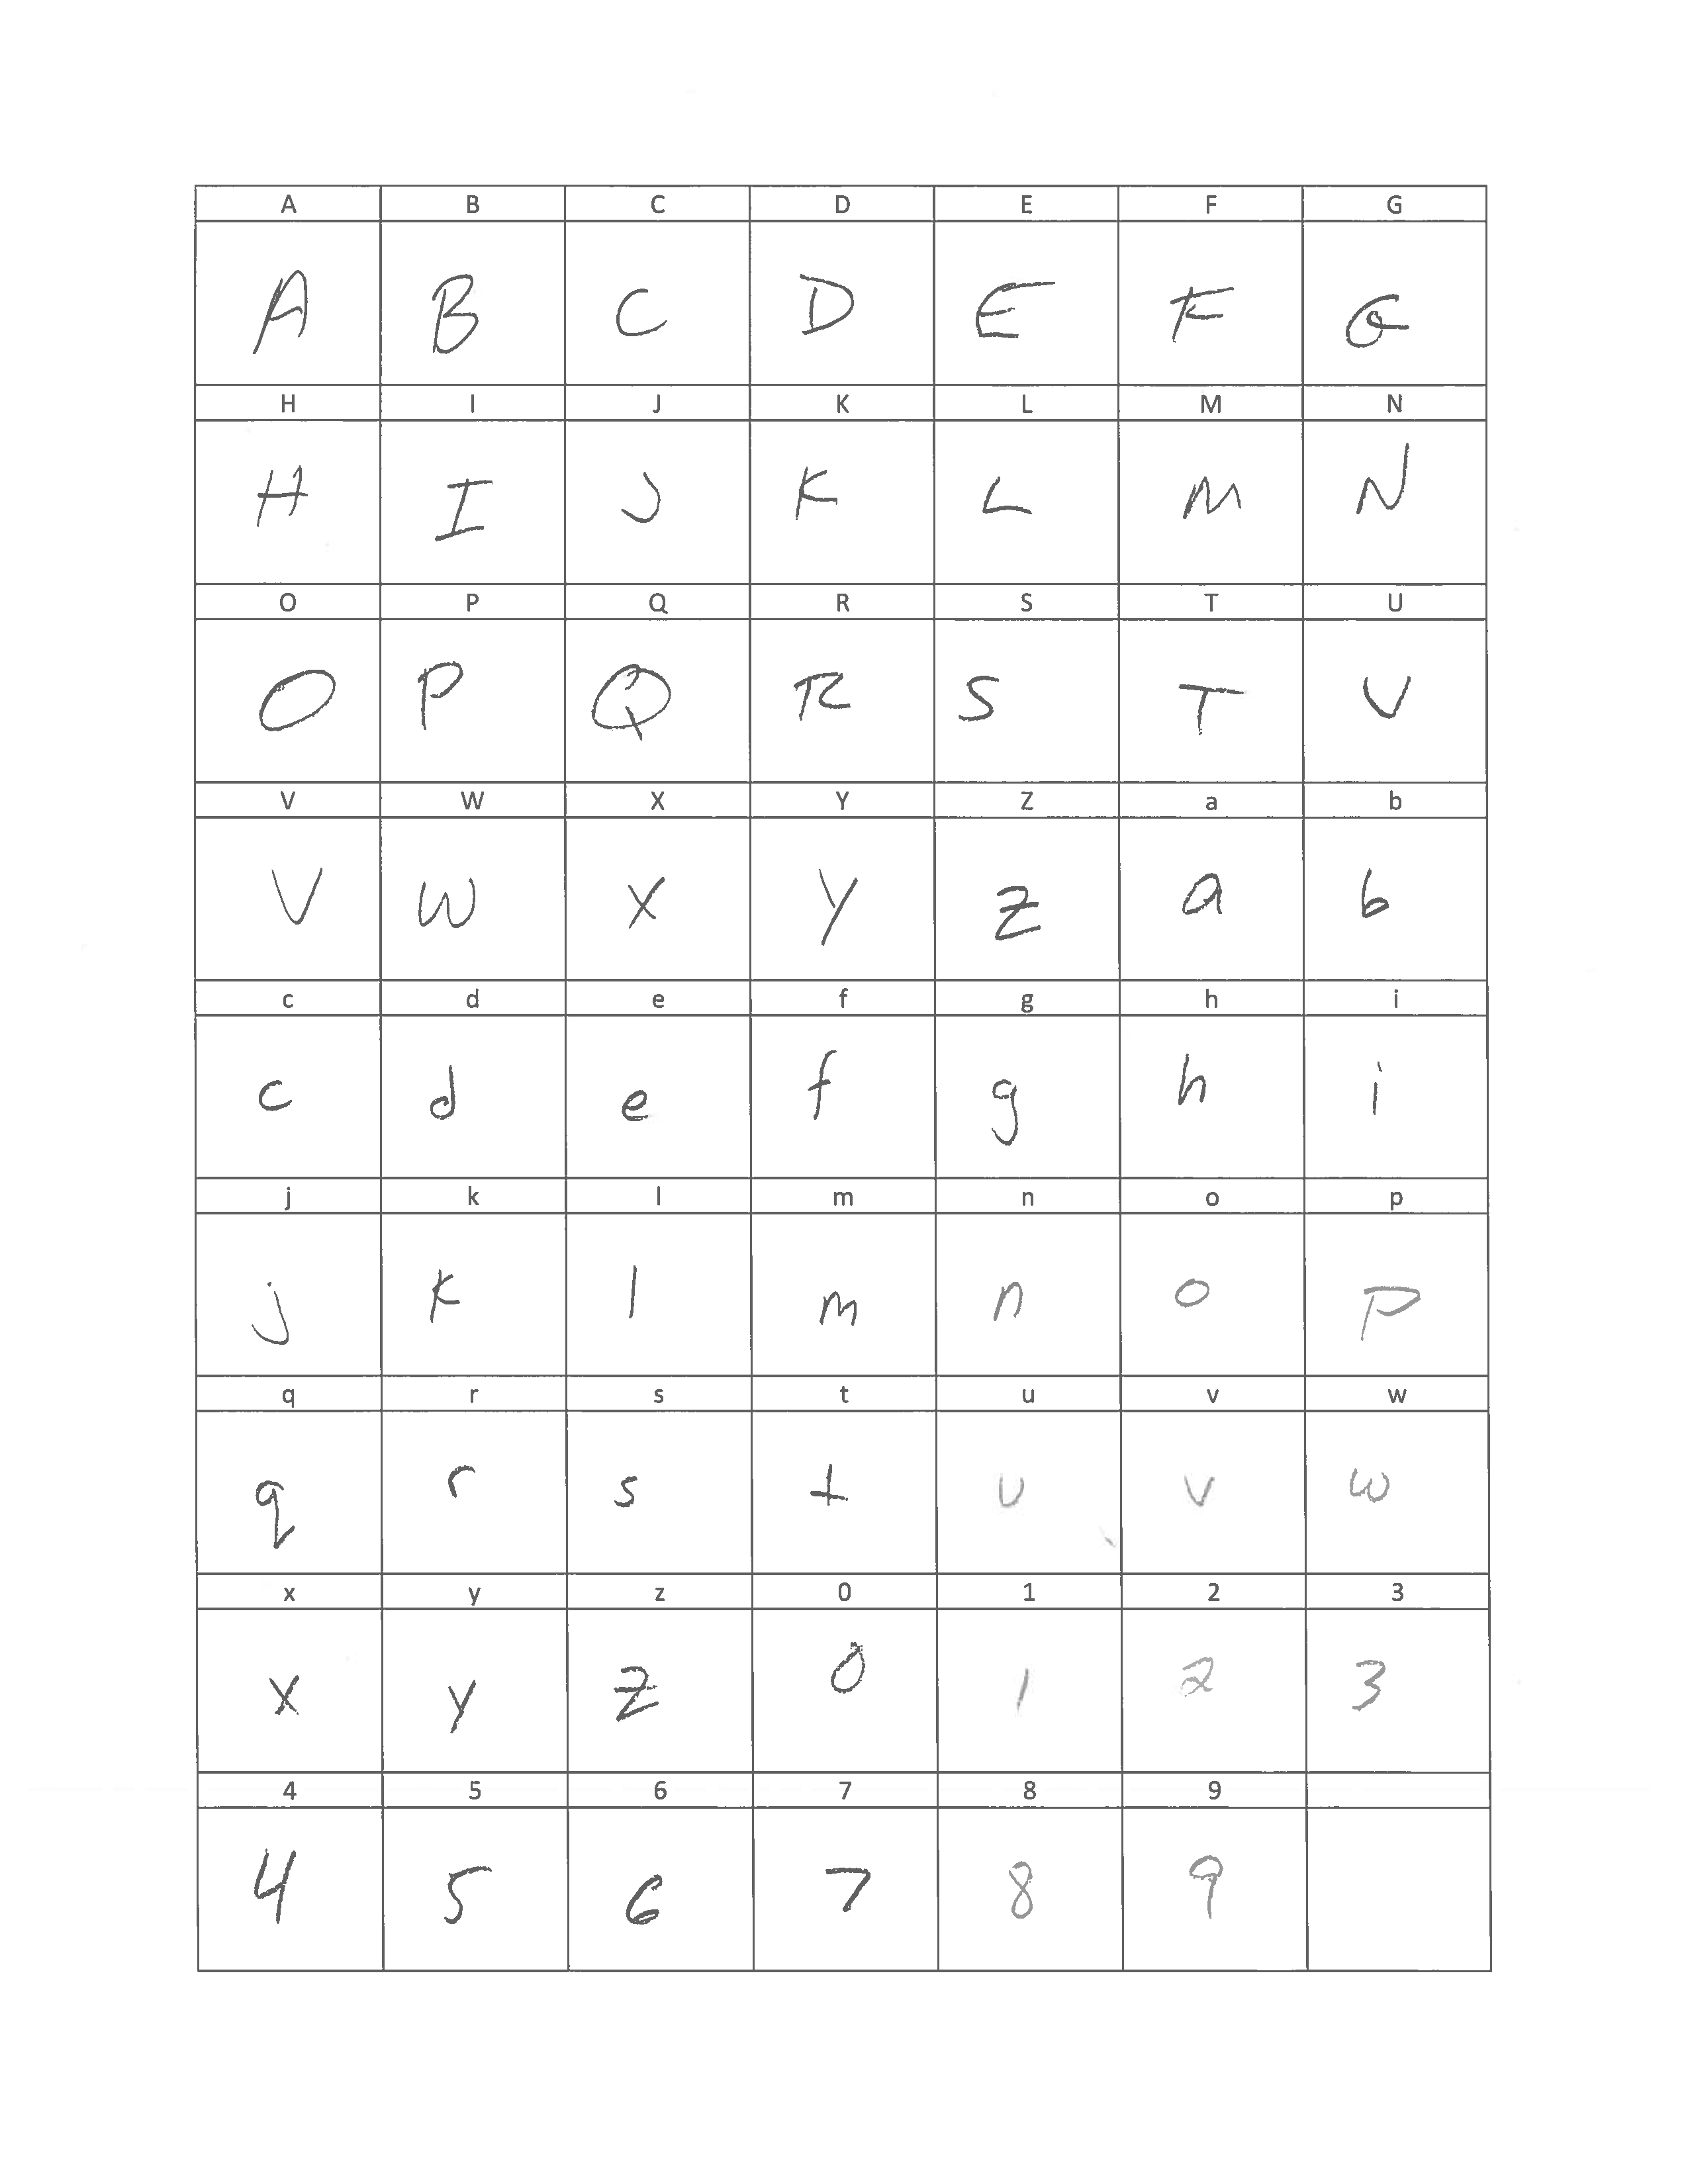 A B C D E F G
A B C D E F G
H I J K L M N
H I J K L M N
O P Q R S T U
O P Q R S T U
V W X Y Z a b
V W X Y Z a b
c d e f g h i
c d e f g h i
j k l m n o p
j k l m n o p
q r s t u v w
q r s t u v w
x y z 0 1 2 3
x y z 0 1 2 3
4 5 6 7 8 9
4 5 6 7 8 9